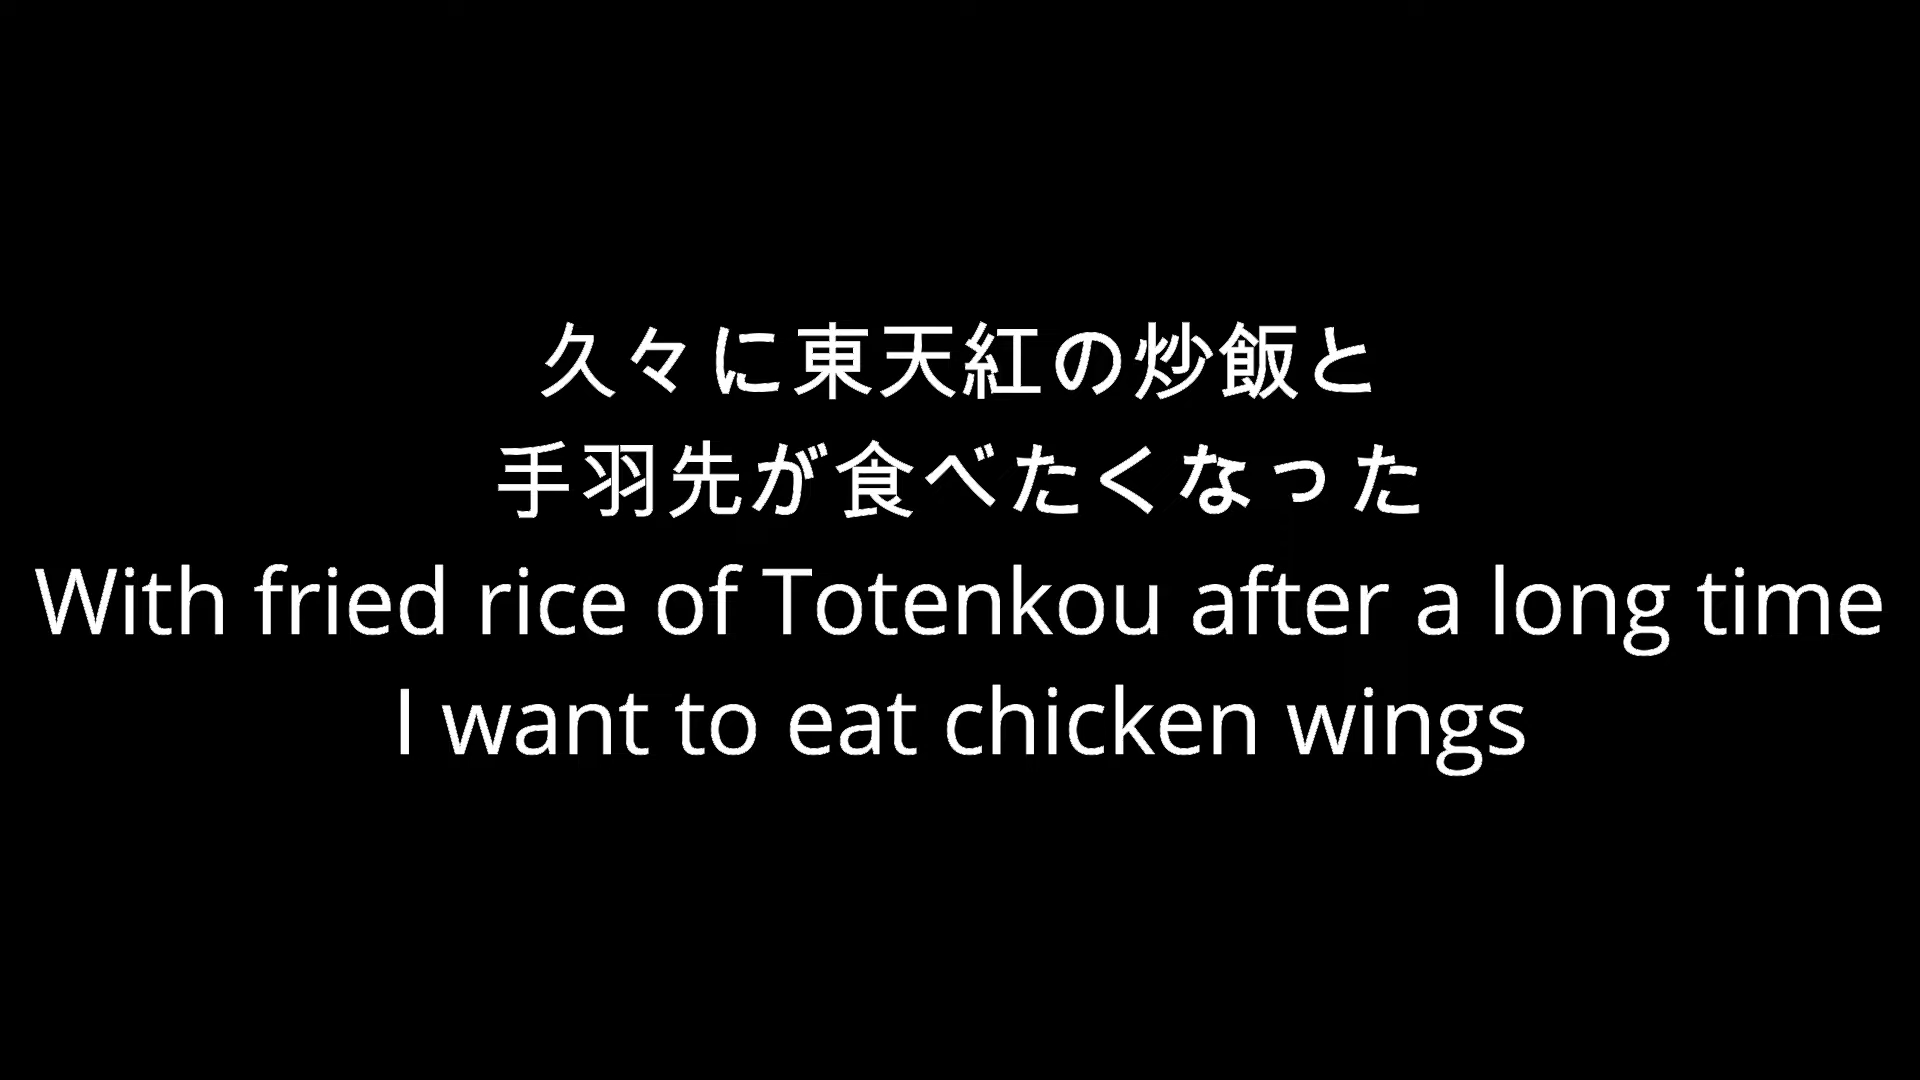 久々に東天紅の炒飯と
手羽先が食べたくなった
With fried rice of Totenkou after a long time
I want to eat chicken wings